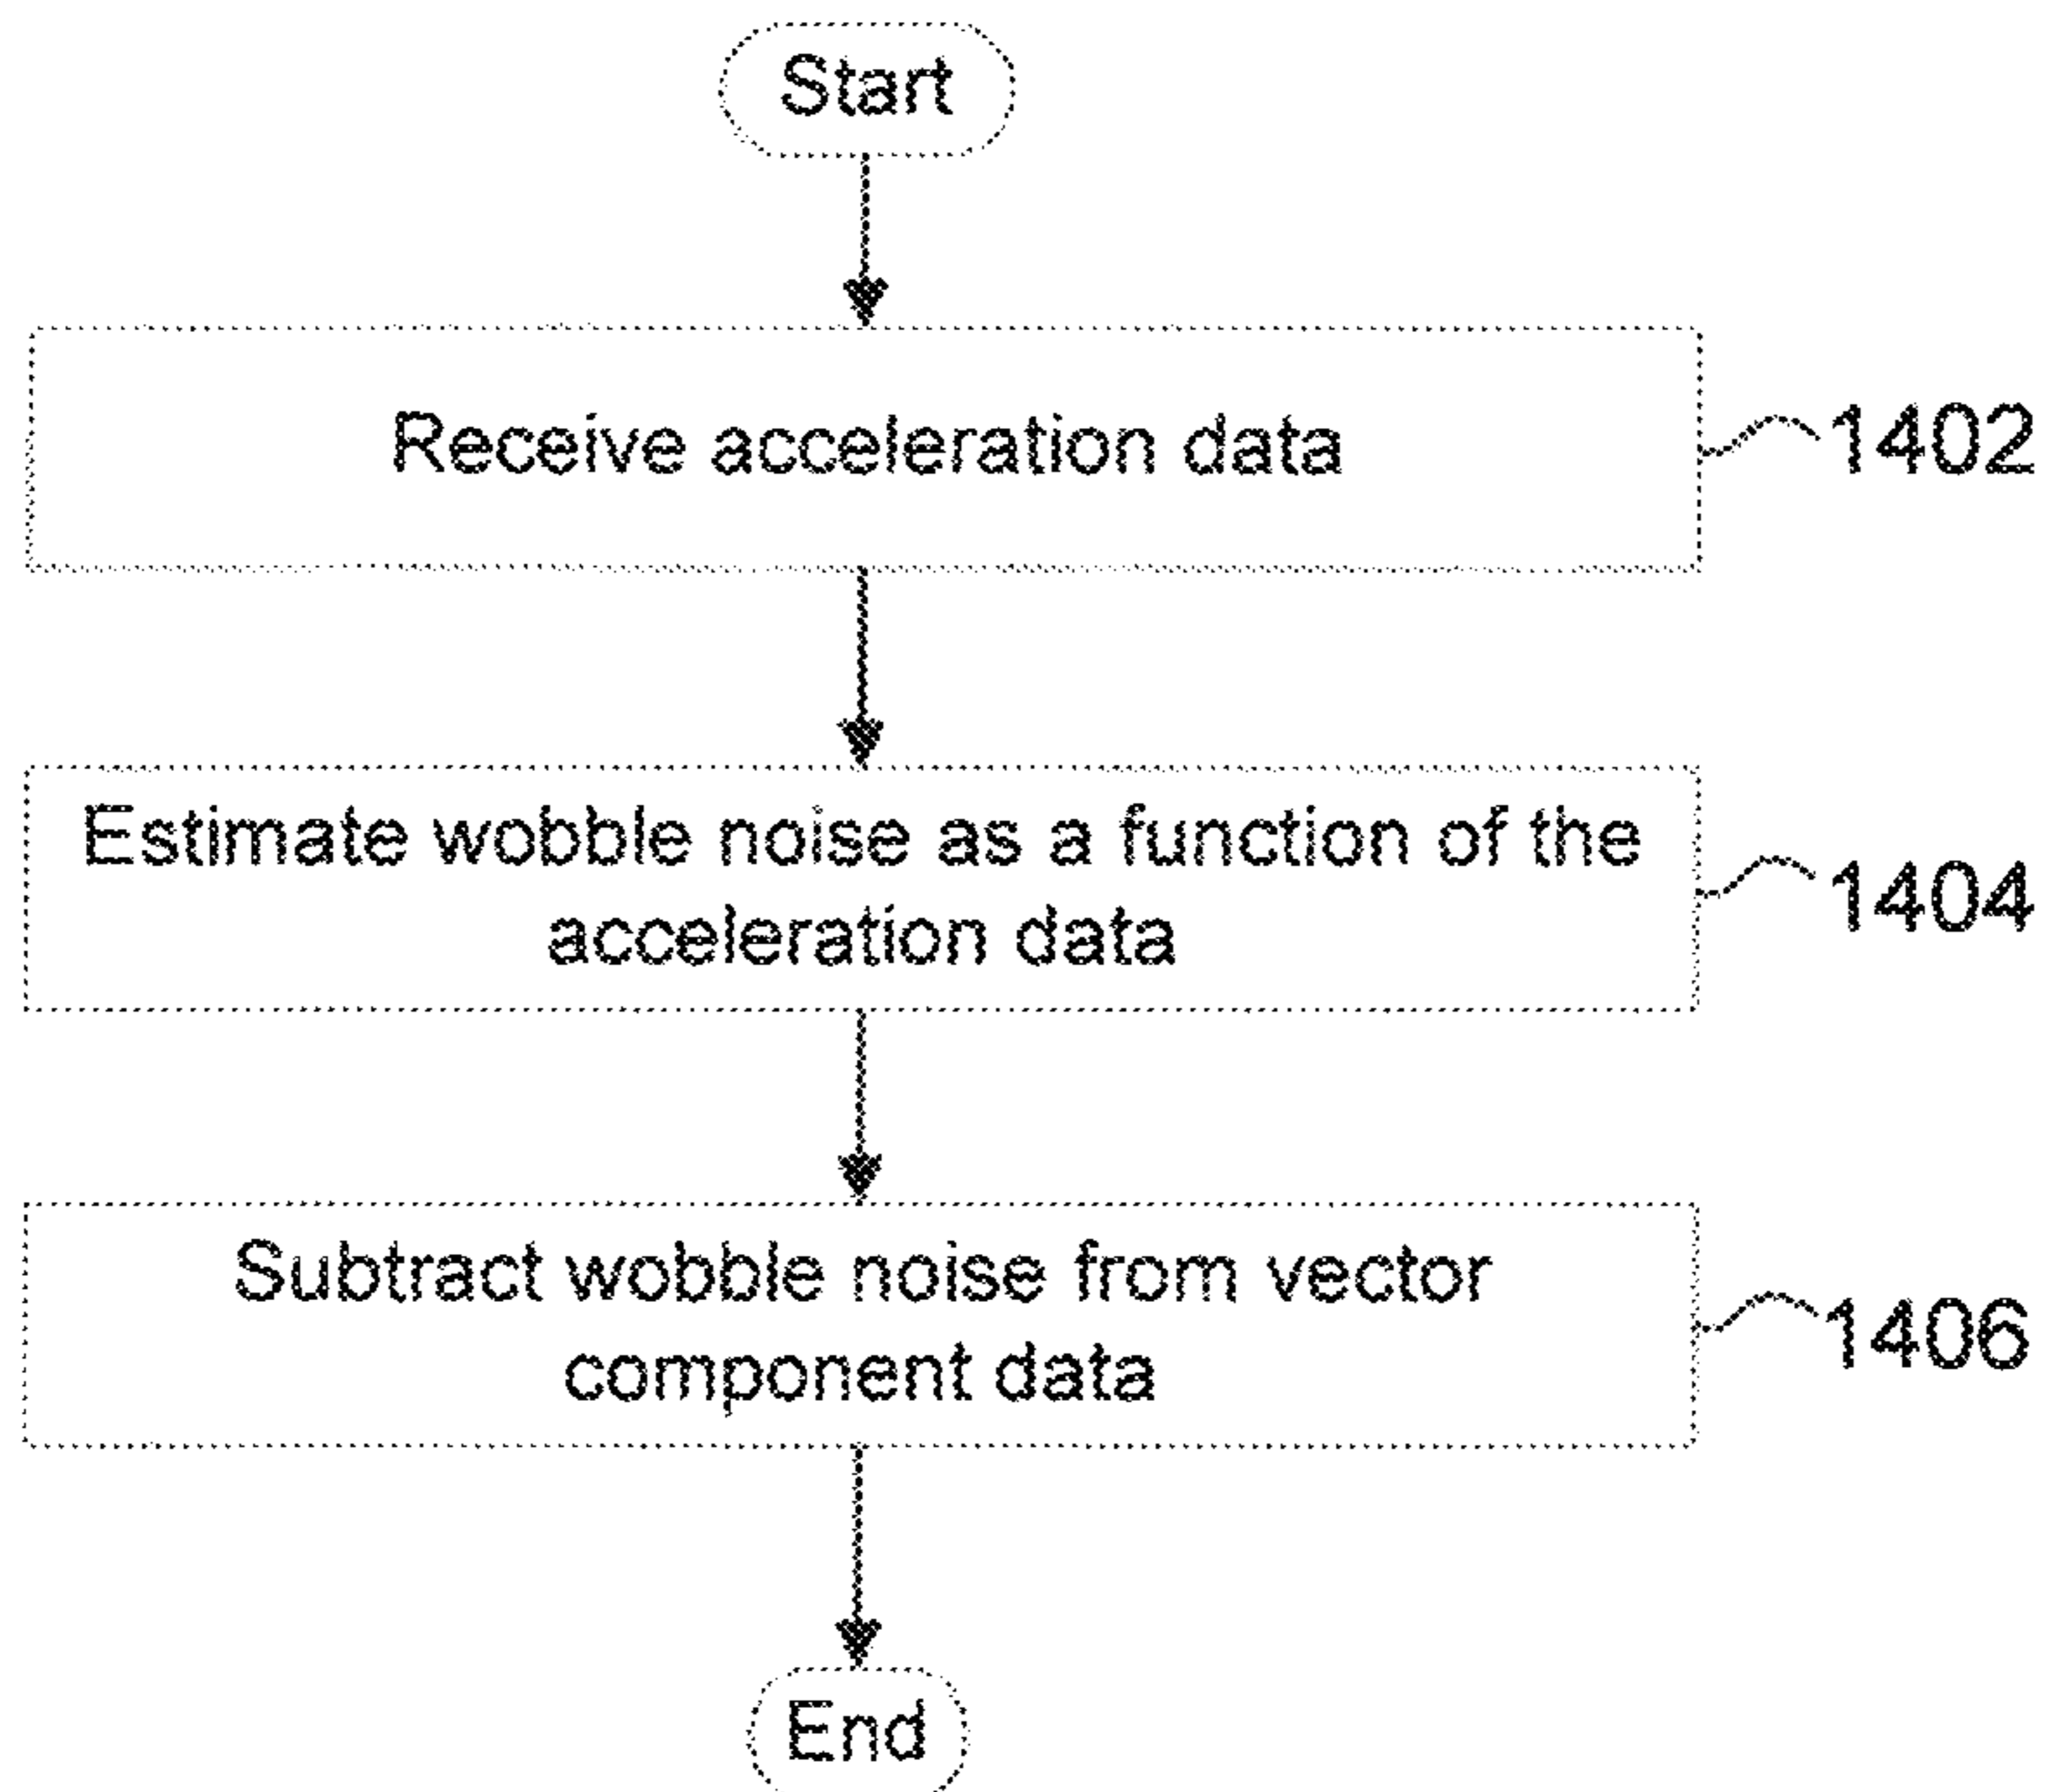 Start
Receive acceleration data
1402
Estimate wobble noise as a function of the
acceleration data
1404
Subtract wobble noise from vector
component data
1406
End